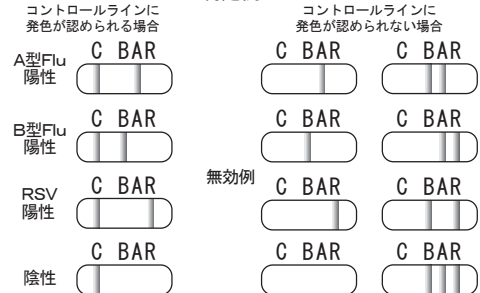 コントロールラインに
発色が認められる場合
コントロールラインに
発色が認められない場合
A型Flu
陽性
C BAR
C BAR
C BAR
B型Flu
陽性
C BAR
C BAR
C BAR
無効例
RSV
陽性
C BAR
C BAR
C BAR
陰性
C BAR
C BAR
C BAR